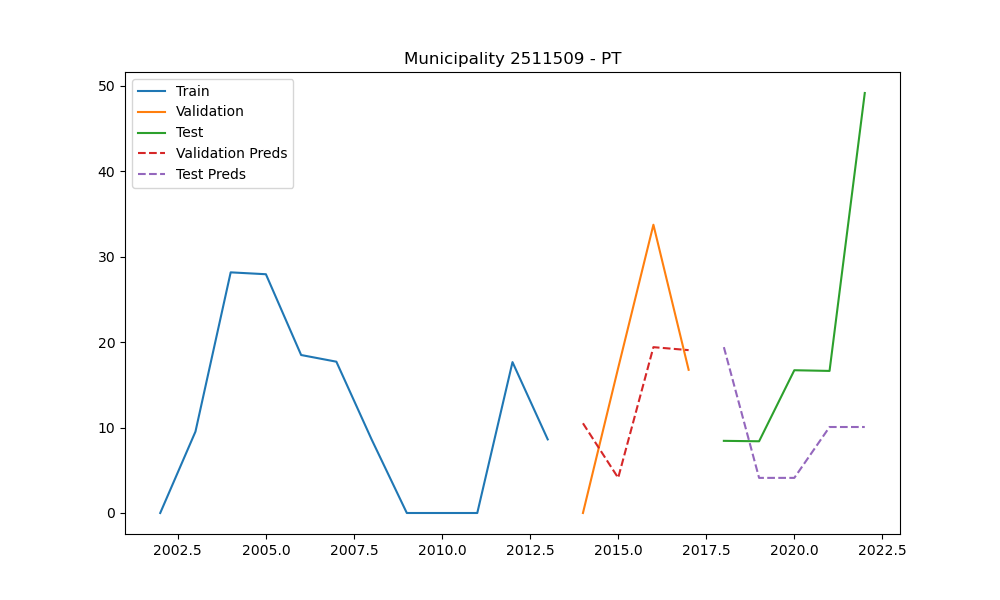 Municipality 2511509 - PT
50
40
30
20
10
0
Train
Validation
Test
Validation Preds
Test Preds
2002.5 2005.0 2007.5 2010.0 2012.5 2015.0 2017.5 2020.0 2022.5